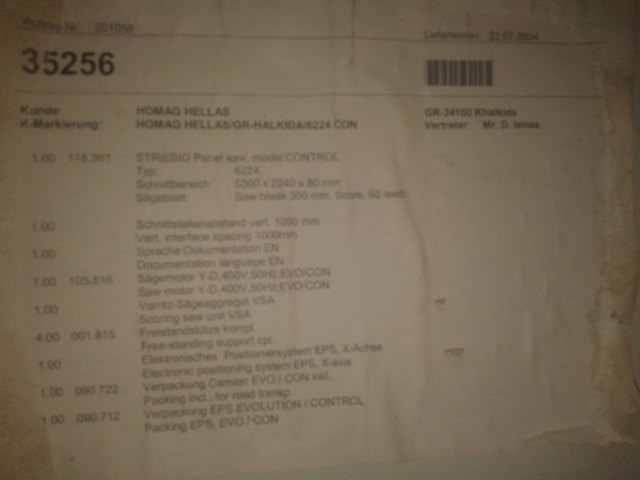 Auftrag-Nr. 201058
Liefertermin: 22.07.2004
35256
Kunde: HOMAG HELLAS GR-34100 Khalkida
K-Markierung: HOMAG HELLAS/GR-HALKIDA/6224 CON Vertreter: Mr. D. Ionas
1.00 118.361 STRIEBIG Panel saw, model CONTROL
Typ: 6224
Schnittbereich: 5300 x 2240 x 80 mm
Sägeblatt: Saw blade 300 mm, Score, 60 teeth
1.00 Schnittstellenabstand vert. 1000 mm
Vert. interface spacing 1000mm
1.00 Sprache Dokumentation EN
Documentation language EN
1.00 105.816 Sägemotor Y-D,400V,50Hz,EVO/CON
Saw motor Y-D,400V,50Hz,EVO/CON
1.00 Vorritz-Sägeaggregat VSA
Scoring saw unit VSA
4.00 001.815 Freistandstütze kompl.
Free-standing support cpl.
1.00 Elektronisches Positioniersystem EPS, X-Achse
Electronic positioning system EPS, X-axis
1.00 090.722 Verpackung Camion EVO / CON inkl.
Packing incl., for road transp
1.00 090.712 Verpackung EPS EVOLUTION / CONTROL
Packing EPS, EVO / CON